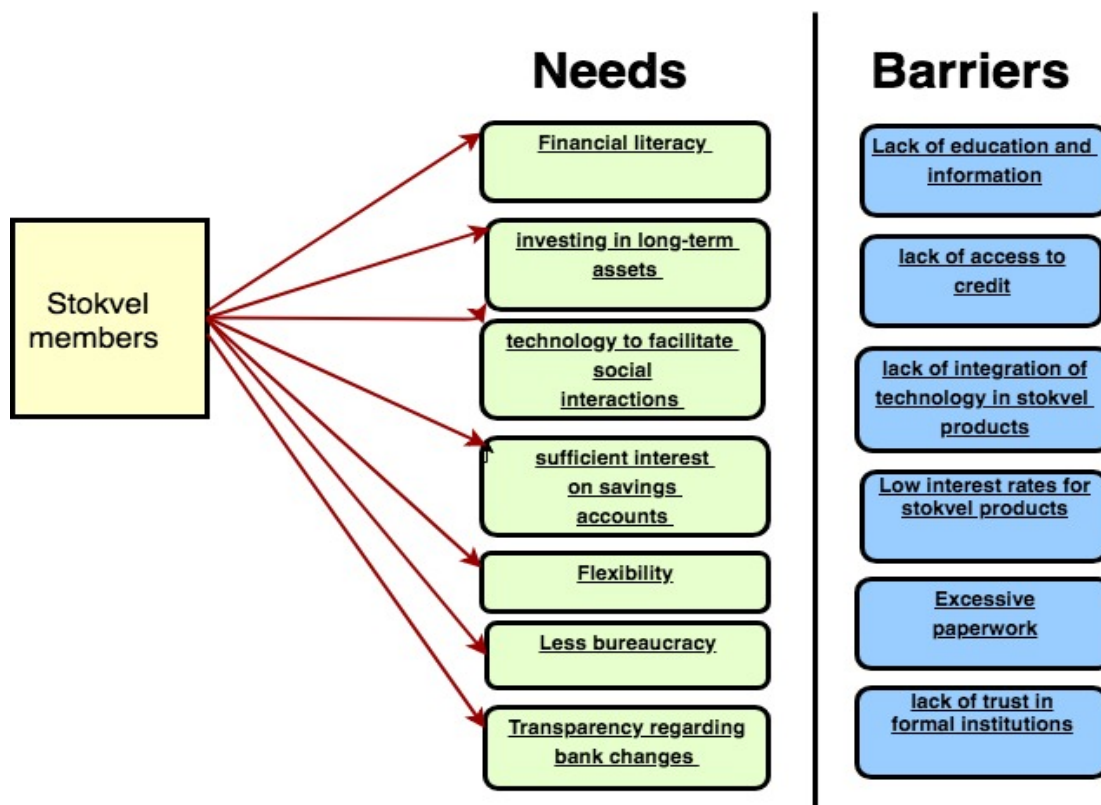 Needs
Barriers
Stokvel
members
Financial literacy
investing in long-term
assets
technology to facilitate
social
interactions
sufficient interest
on savings
accounts
Flexibility
Less bureaucracy
Transparency regarding
bank changes
Lack of education and
information
lack of access to
credit
lack of integration of
technology in stokvel
products
Low interest rates for
stokvel products
Excessive
paperwork
lack of trust in
formal institutions